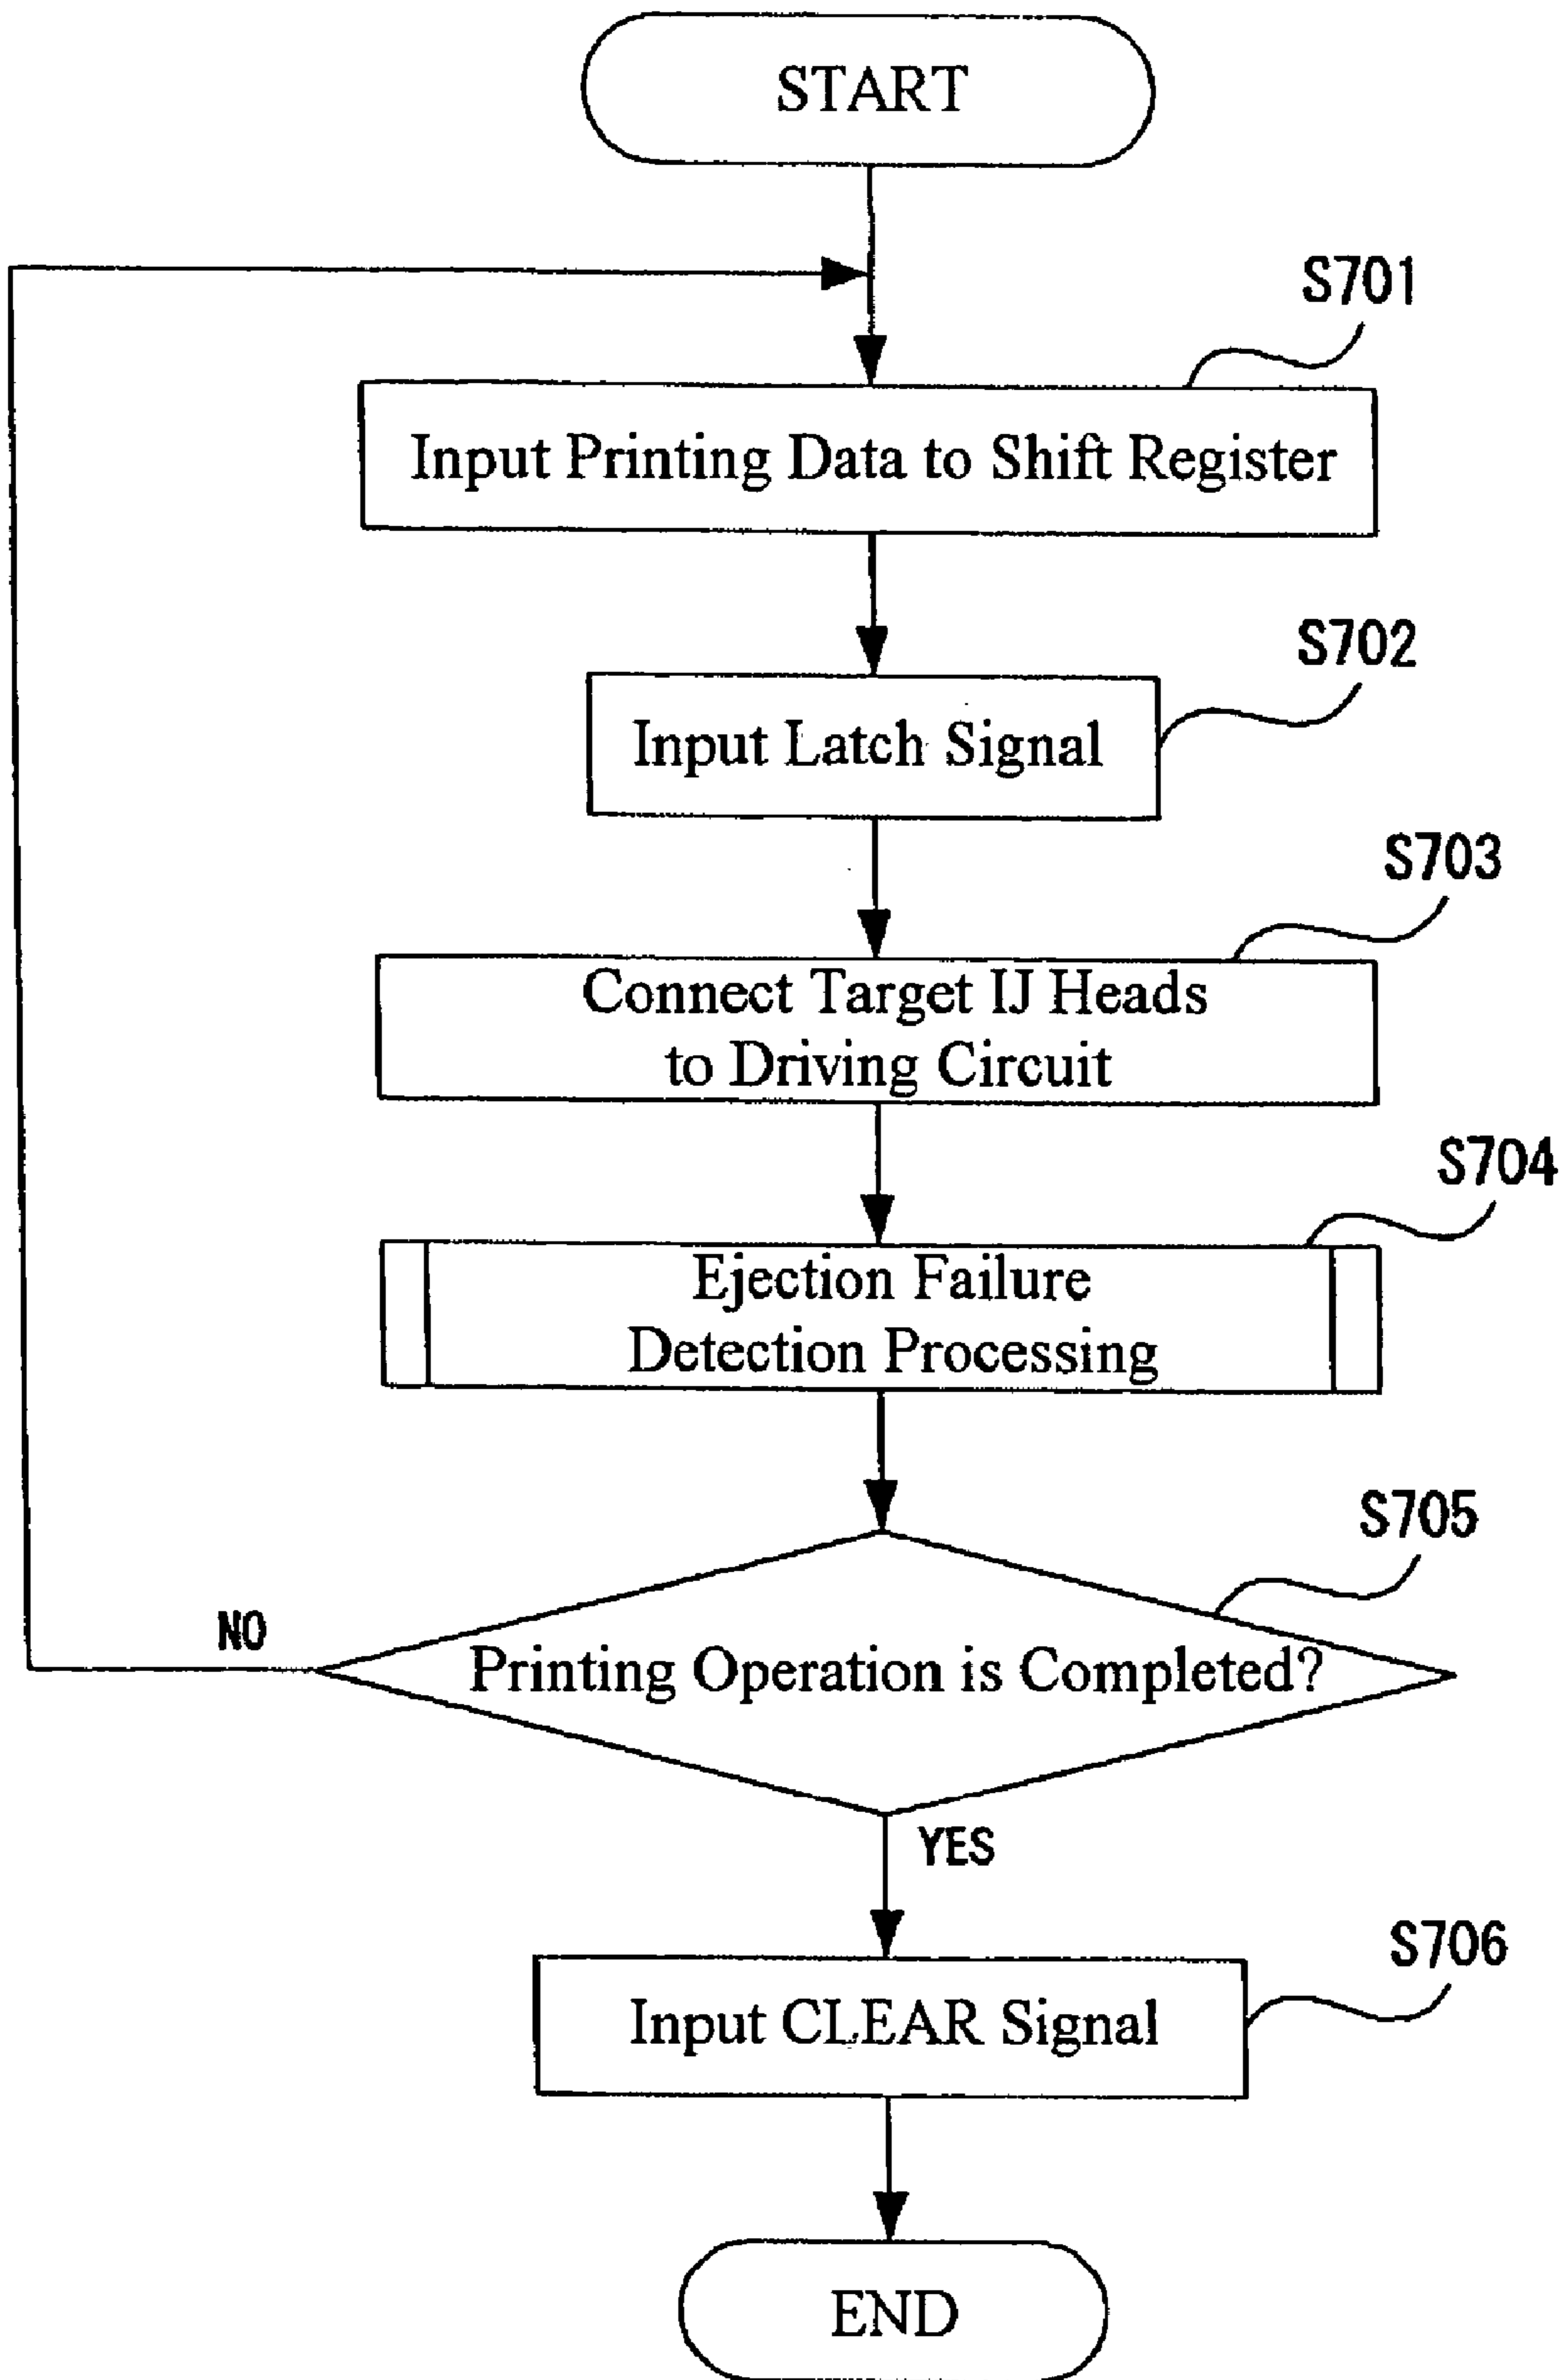 START
S701
Input Printing Data to Shift Register
S702
Input Latch Signal
S703
Connect Target IJ Heads
to Driving Circuit
S704
Ejection Failure
Detection Processing
S705
NO
Printing Operation is Completed?
YES
S706
Input CLEAR Signal
END